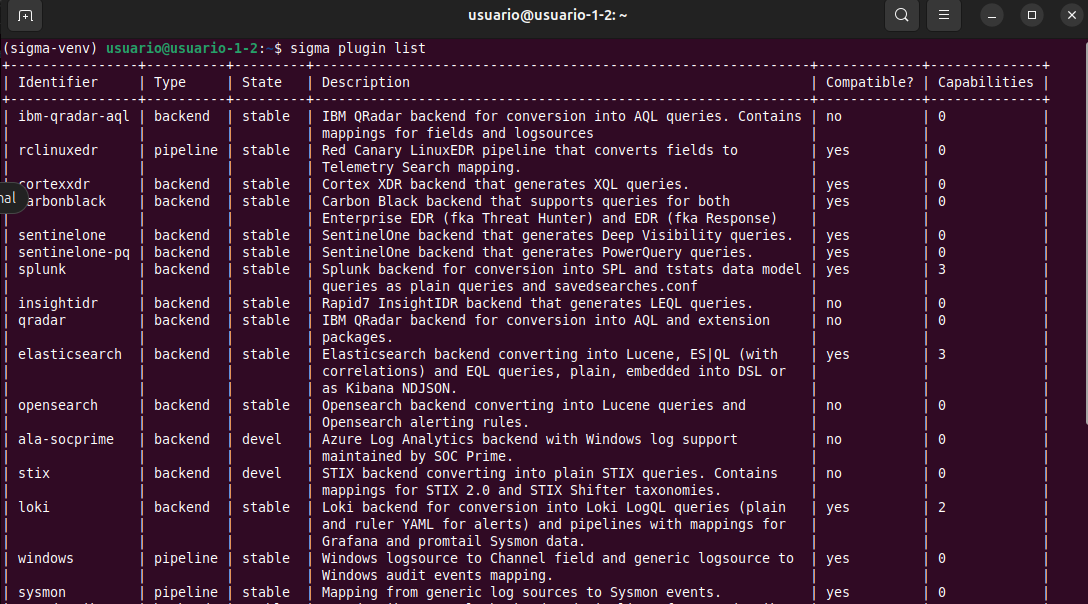 usuario@usuario-1-2: ~
(sigma-venv) usuario@usuario-1-2:~$ sigma plugin list
+----------------+----------+---------+--------------------------------------------------------------+-------------+--------------+
| Identifier | Type | State | Description | Compatible? | Capabilities |
+----------------+----------+---------+--------------------------------------------------------------+-------------+--------------+
| ibm-qradar-aql | backend | stable | IBM QRadar backend for conversion into AQL queries. Contains | no | 0 |
| | | | mappings for fields and logsources | | |
| rclinuxedr | pipeline | stable | Red Canary LinuxEDR pipeline that converts fields to | yes | 0 |
| | | | Telemetry Search mapping. | | |
| cortexxdr | backend | stable | Cortex XDR backend that generates XQL queries. | yes | 0 |
nal arbonblack | backend | stable | Carbon Black backend that supports queries for both | yes | 0 |
| | | | Enterprise EDR (fka Threat Hunter) and EDR (fka Response) | | |
| sentinelone | backend | stable | SentinelOne backend that generates Deep Visibility queries. | yes | 0 |
| sentinelone-pq | backend | stable | SentinelOne backend that generates PowerQuery queries. | yes | 0 |
| splunk | backend | stable | Splunk backend for conversion into SPL and tstats data model | yes | 3 |
| | | | queries as plain queries and savedsearches.conf | | |
| insightidr | backend | stable | Rapid7 InsightIDR backend that generates LEQL queries. | no | 0 |
| qradar | backend | stable | IBM QRadar backend for conversion into AQL and extension | no | 0 |
| | | | packages. | | |
| elasticsearch | backend | stable | Elasticsearch backend converting into Lucene, ES|QL (with | yes | 3 |
| | | | correlations) and EQL queries, plain, embedded into DSL or | | |
| | | | as Kibana NDJSON. | | |
| opensearch | backend | stable | Opensearch backend converting into Lucene queries and | no | 0 |
| | | | Opensearch alerting rules. | | |
| ala-socprime | backend | devel | Azure Log Analytics backend with Windows log support | no | 0 |
| | | | maintained by SOC Prime. | | |
| stix | backend | devel | STIX backend converting into plain STIX queries. Contains | no | 0 |
| | | | mappings for STIX 2.0 and STIX Shifter taxonomies. | | |
| loki | backend | stable | Loki backend for conversion into Loki LogQL queries (plain | yes | 2 |
| | | | and ruler YAML for alerts) and pipelines with mappings for | | |
| | | | Grafana and promtail Sysmon data. | | |
| windows | pipeline | stable | Windows logsource to Channel field and generic logsource to | yes | 0 |
| | | | Windows audit events mapping. | | |
| sysmon | pipeline | stable | Mapping from generic log sources to Sysmon events. | yes | 0 |